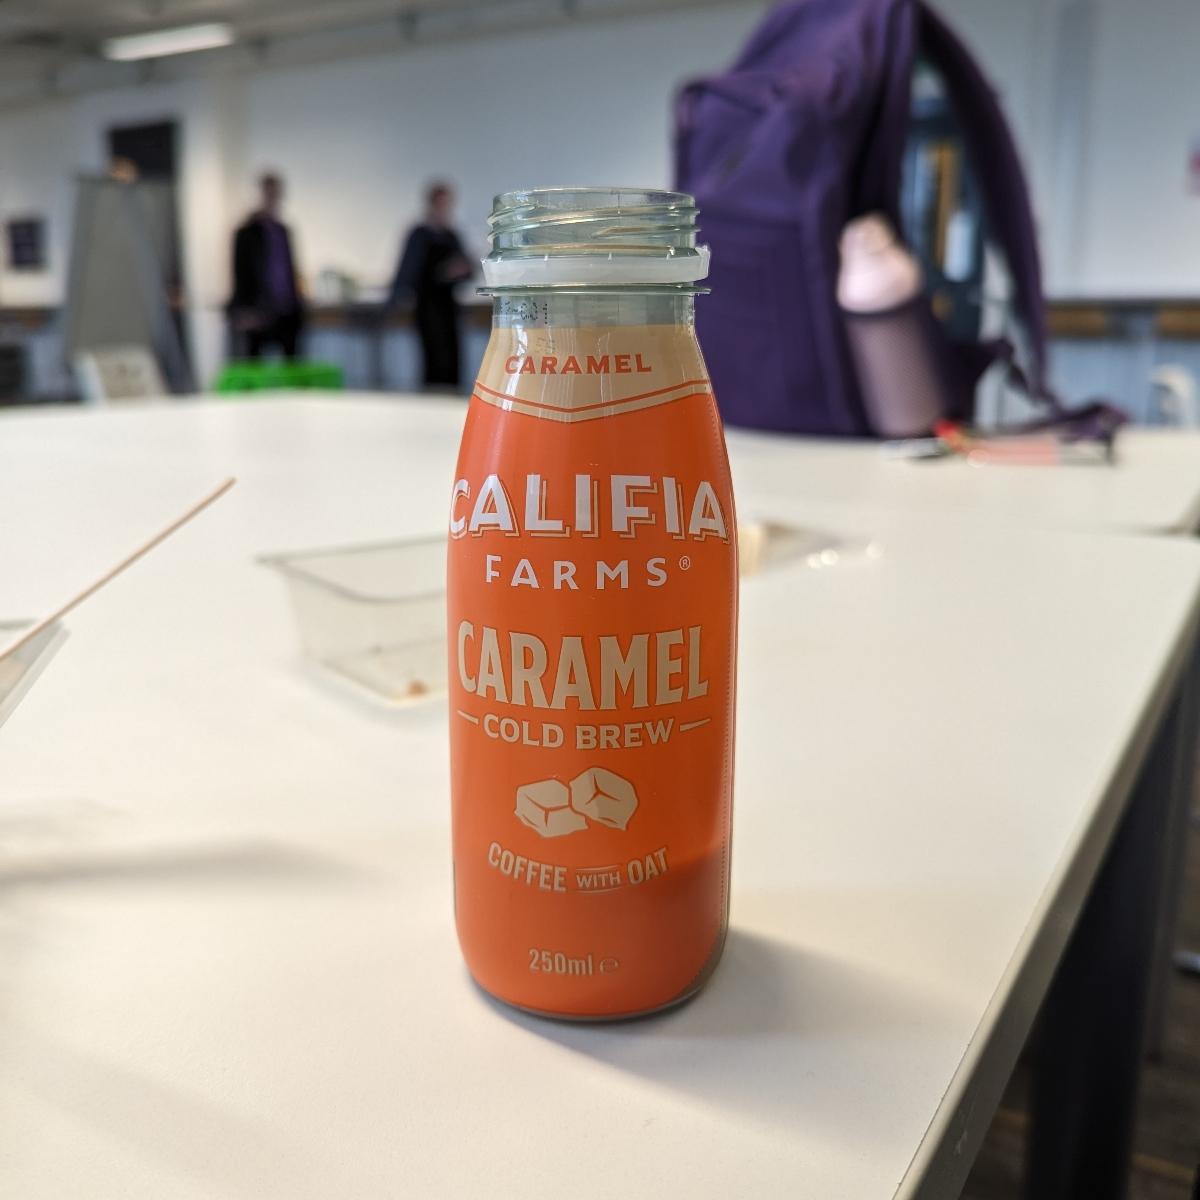 CARAMEL
CALIFIA
FARMS®
CARAMEL
COLD BREW
COFFEE WITH OAT
250ml ℮